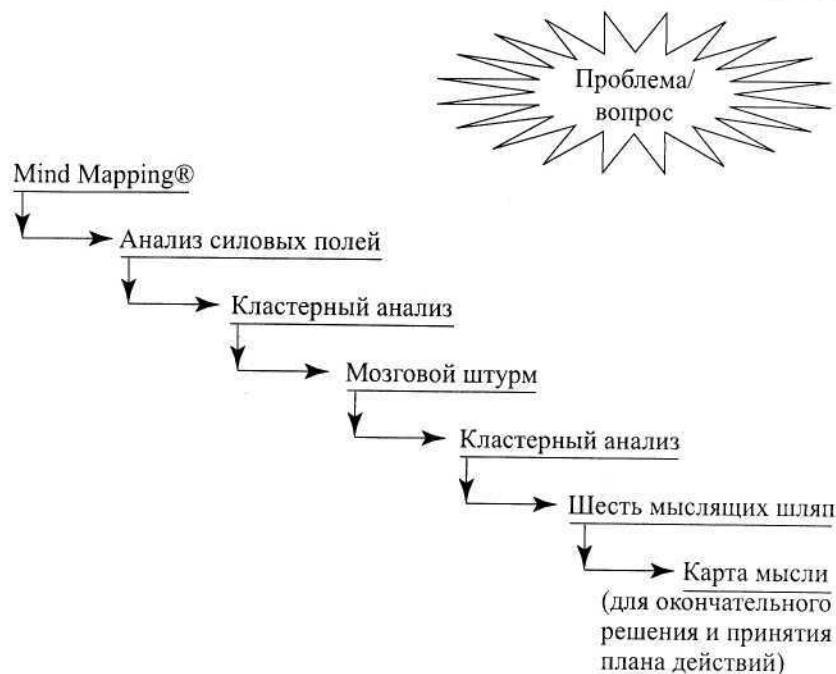 Проблема/
вопрос
Mind Mapping®
Анализ силовых полей
Кластерный анализ
Мозговой штурм
Кластерный анализ
Шесть мыслящих шляп
Карта мысли
(для окончательного
решения и принятия
плана действий)